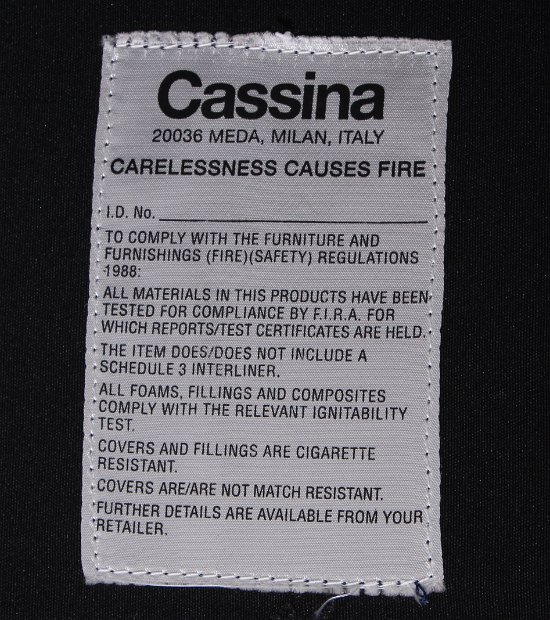 Cassina
20036 MEDA, MILAN, ITALY
CARELESSNESS CAUSES FIRE
I.D. No.
TO COMPLY WITH THE FURNITURE AND
FURNISHINGS (FIRE)(SAFETY) REGULATIONS
1988:
ALL MATERIALS IN THIS PRODUCTS HAVE BEEN
TESTED FOR COMPLIANCE BY F.I.R.A. FOR
WHICH REPORTS/TEST CERTIFICATES ARE HELD.
THE ITEM DOES/DOES NOT INCLUDE A
SCHEDULE 3 INTERLINER.
ALL FOAMS, FILLINGS AND COMPOSITES
COMPLY WITH THE RELEVANT IGNITABILITY
TEST.
COVERS AND FILLINGS ARE CIGARETTE
RESISTANT.
COVERS ARE/ARE NOT MATCH RESISTANT.
FURTHER DETAILS ARE AVAILABLE FROM YOUR
RETAILER.